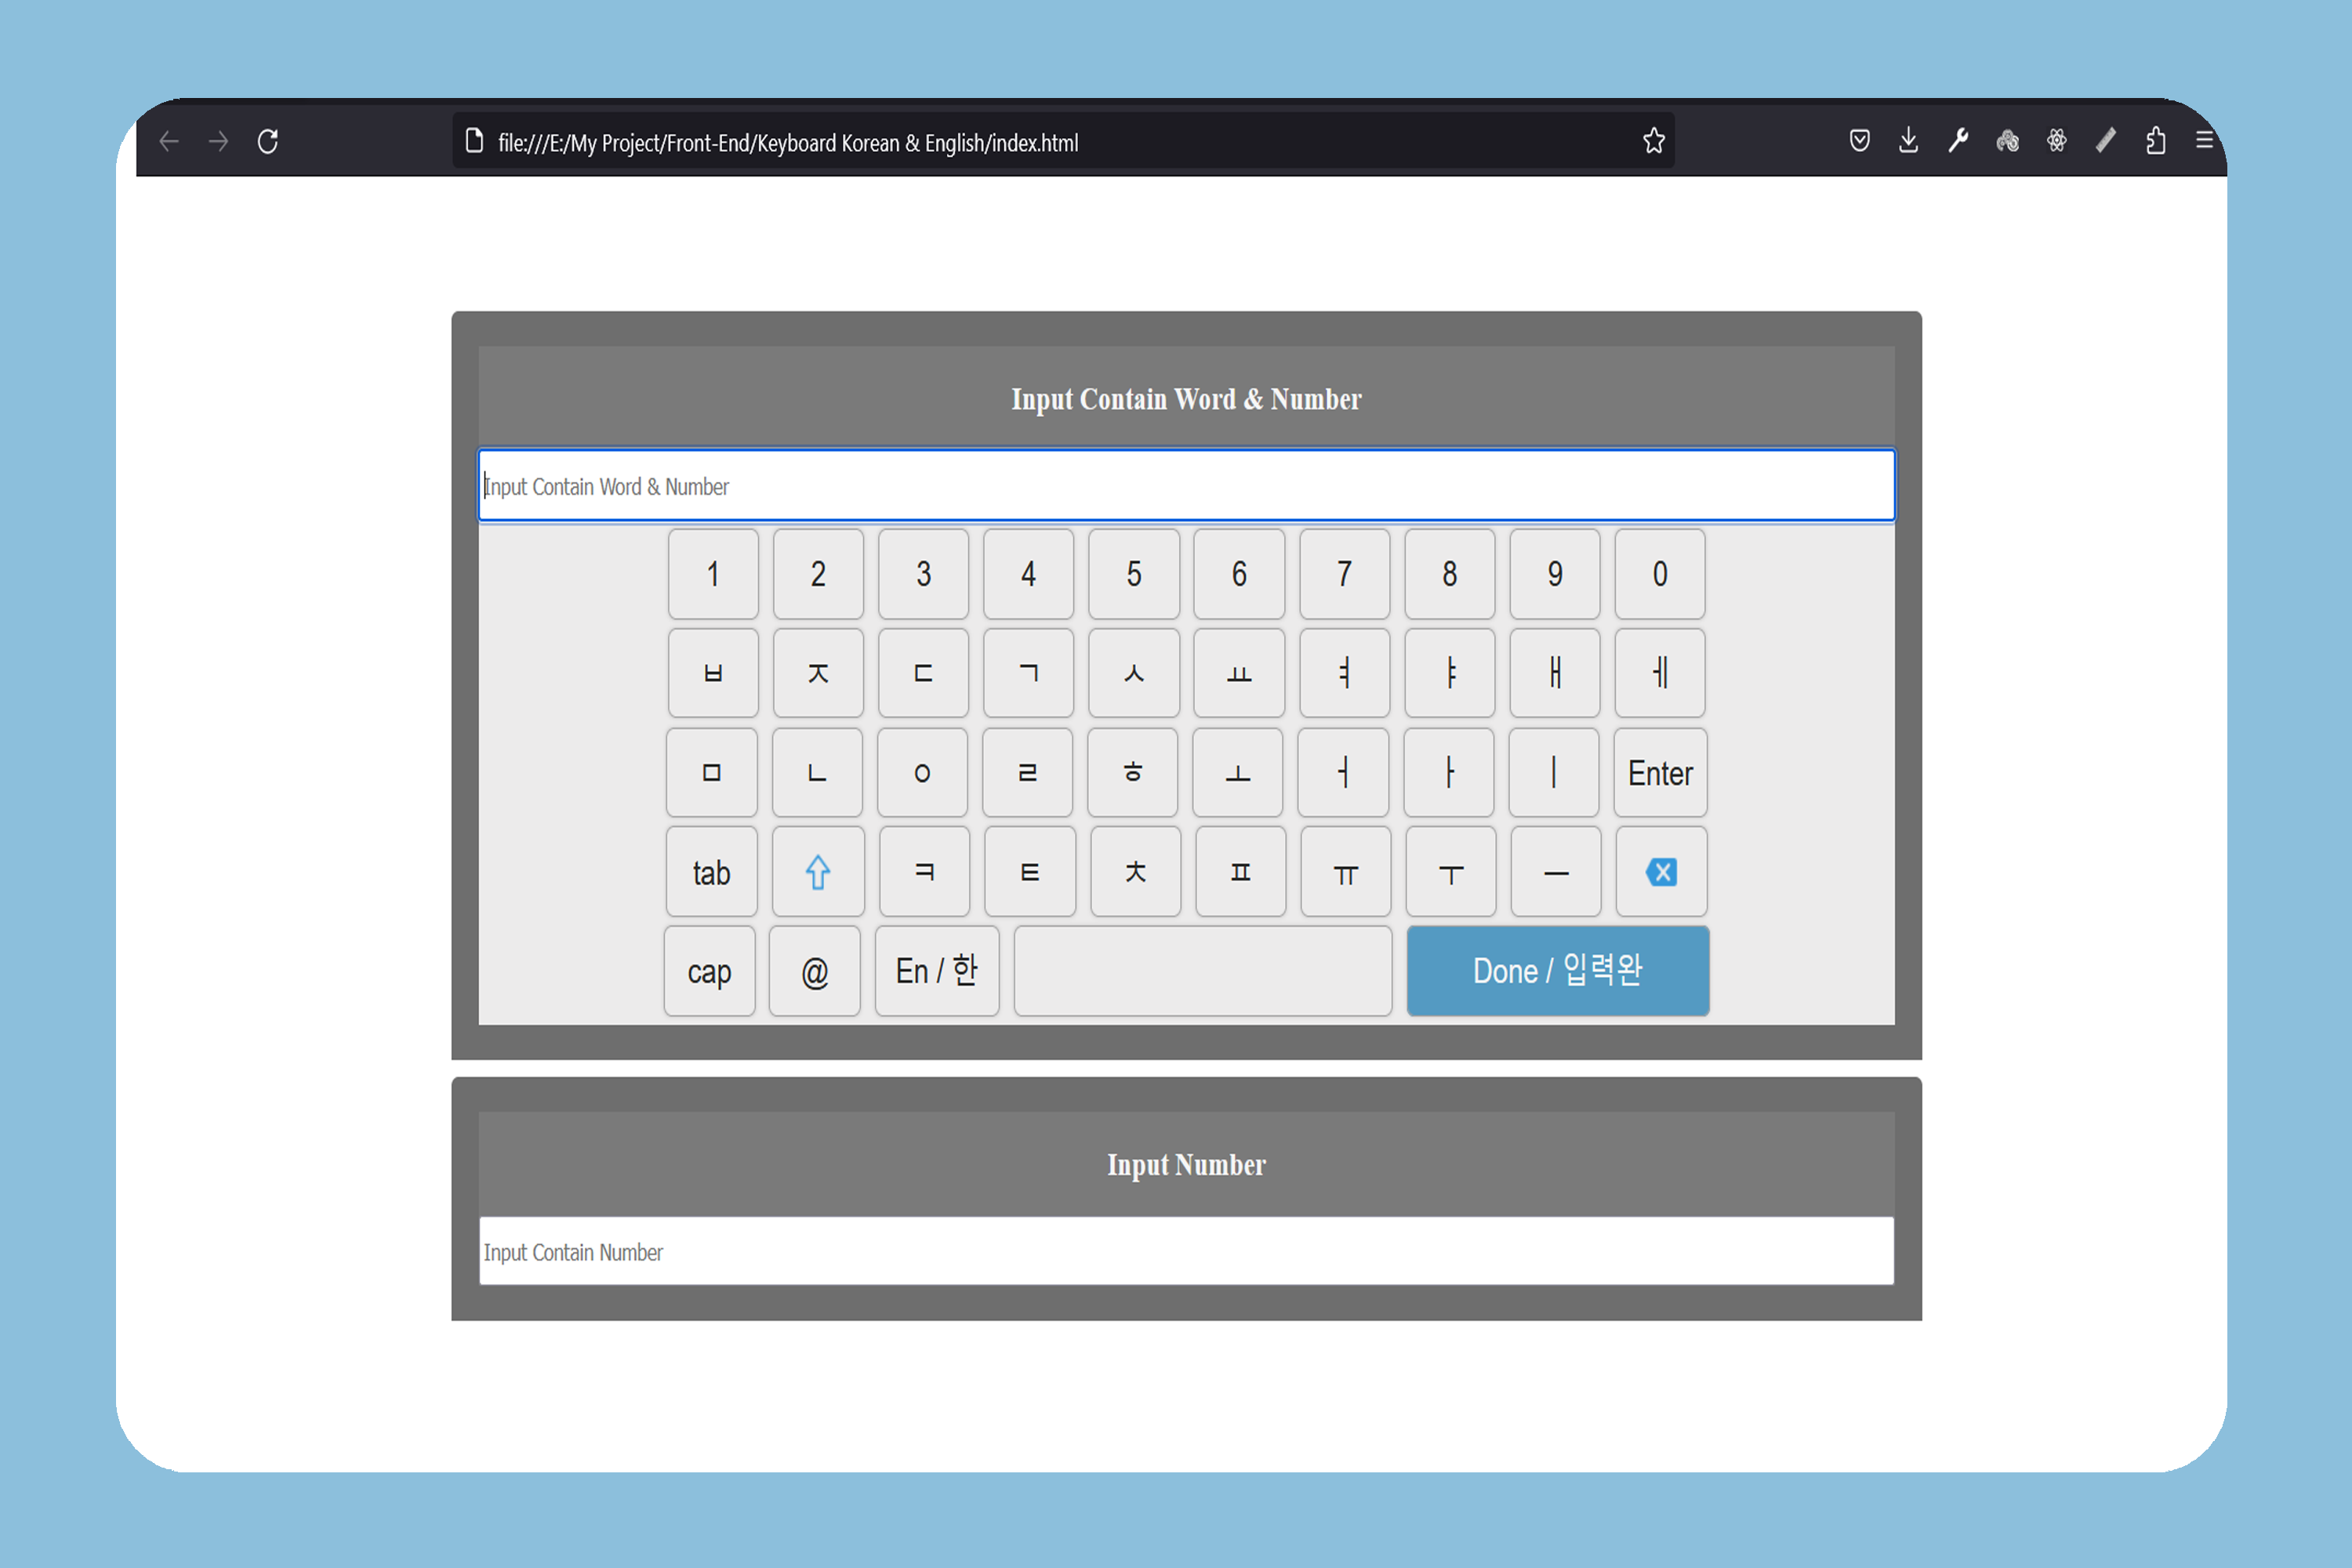 file:///E:/My Project/Front-End/Keyboard Korean & English/index.html
Input Contain Word & Number
Input Contain Word & Number
1 2 3 4 5 6 7 8 9 0
ㅂ ㅈ ㄷ ㄱ ㅅ ㅛ ㅕ ㅑ ㅐ ㅔ
ㅁ ㄴ ㅇ ㄹ ㅎ ㅗ ㅓ ㅏ ㅣ Enter
tab ㅋ ㅌ ㅊ ㅍ ㅠ ㅜ ㅡ
cap @ En / 한 Done / 입력완
Input Number
Input Contain Number